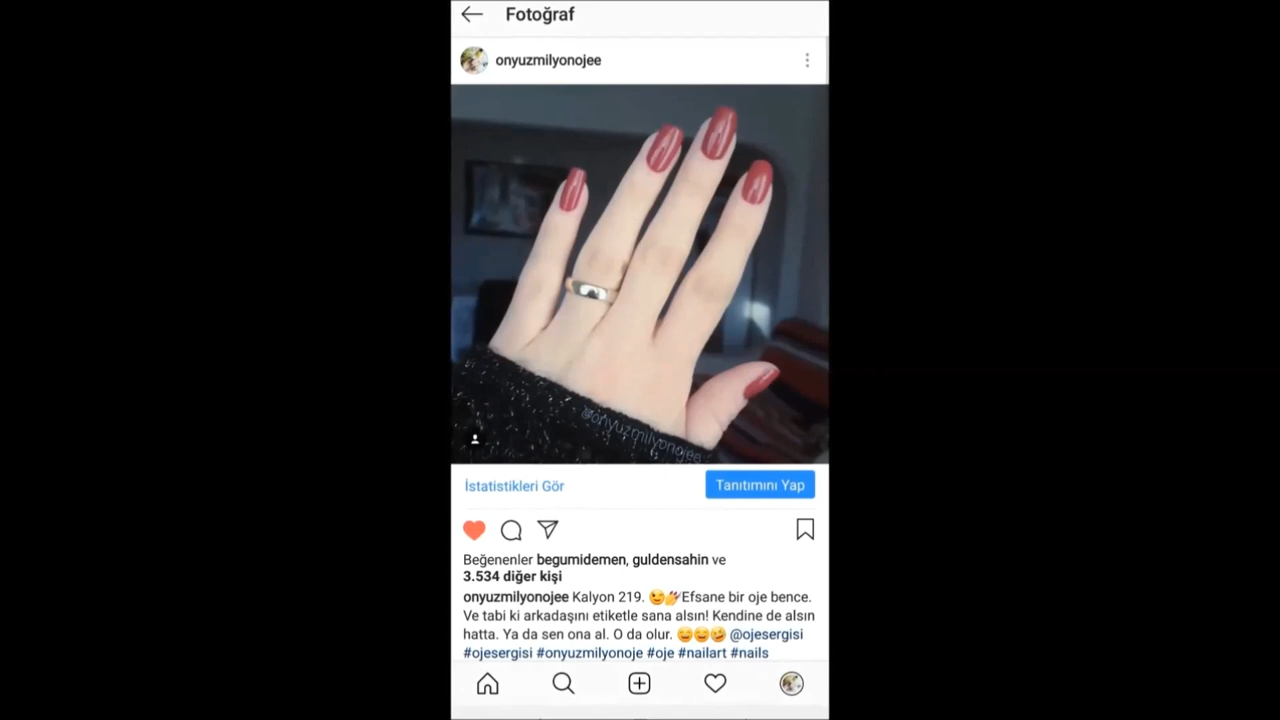 Fotoğraf
onyuzmilyonojee
@onyuzmilyonojee
İstatistikleri Gör
Tanıtımını Yap
Beğenenler begumidemen, guldensahin ve
3.534 diğer kişi
onyuzmilyonojee Kalyon 219. 😉💅Efsane bir oje bence.
Ve tabi ki arkadaşını etiketle sana alsın! Kendine de alsın
hatta. Ya da sen ona al. O da olur. 😄😄🤣 @ojesergisi
#ojesergisi #onyuzmilyonoje #oje #nailart #nails